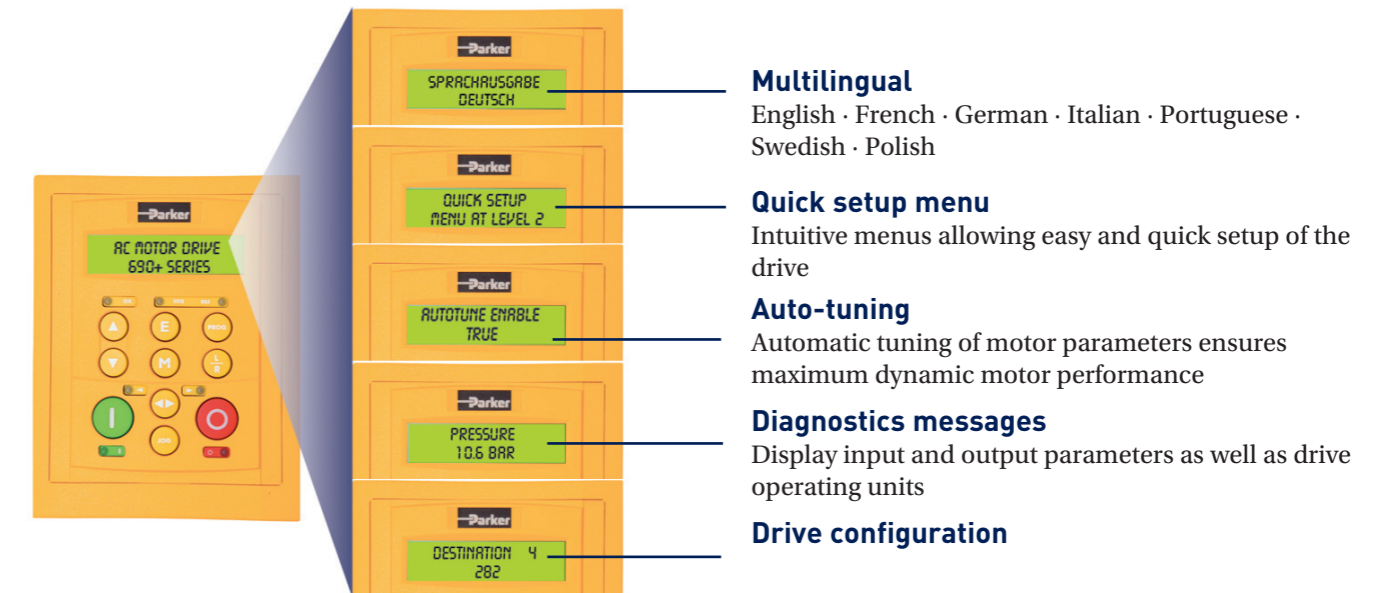 Parker
AC MOTOR DRIVE
690+ SERIES
E
PROG
M
L
R
JOG
Parker
SPRACHAUSGABE
DEUTSCH
Multilingual
English · French · German · Italian · Portuguese ·
Swedish · Polish
Parker
QUICK SETUP
MENU AT LEVEL 2
Quick setup menu
Intuitive menus allowing easy and quick setup of the
drive
Parker
AUTOTUNE ENABLE
TRUE
Auto-tuning
Automatic tuning of motor parameters ensures
maximum dynamic motor performance
Parker
PRESSURE
10.6 BAR
Diagnostics messages
Display input and output parameters as well as drive
operating units
Parker
DESTINATION 4
282
Drive configuration